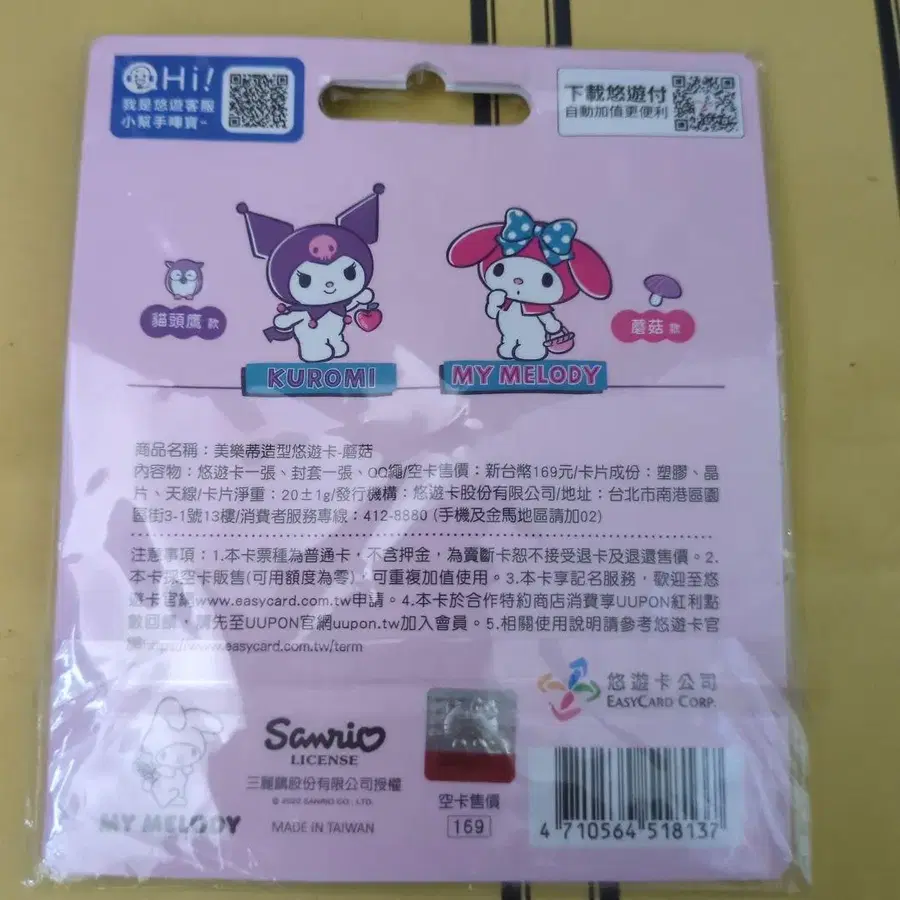 Hi!
我是悠遊客服
小幫手嗶寶~
下載悠遊付
自動加值更便利
貓頭鷹款
蘑菇款
KUROMI
MY MELODY
商品名稱：美樂蒂造型悠遊卡-蘑菇
內容物：悠遊卡一張、封套一張、QQ繩/空卡售價：新台幣169元/卡片成份：塑膠、晶
片、天線/卡片淨重：20±1g/發行機構：悠遊卡股份有限公司/地址：台北市南港區園
區街3-1號13樓/消費者服務專線：412-8880 (手機及金馬地區請加02)
注意事項：1.本卡票種為普通卡，不含押金，為賣斷卡恕不接受退卡及退還售價。2.
本卡採空卡販售(可用額度為零)，可重複加值使用。3.本卡享記名服務，歡迎至悠
遊卡官網www.easycard.com.tw申請。4.本卡於合作特約商店消費享UUPON紅利點
數回饋，請先至UUPON官網uupon.tw加入會員。5.相關使用說明請參考悠遊卡官
網https://www.easycard.com.tw/term
悠遊卡公司
EASYCARD CORP.
Sanrio
LICENSE
三麗鷗股份有限公司授權
© 2020 SANRIO CO., LTD.
MY MELODY
MADE IN TAIWAN
空卡售價
169
4 710564 518137